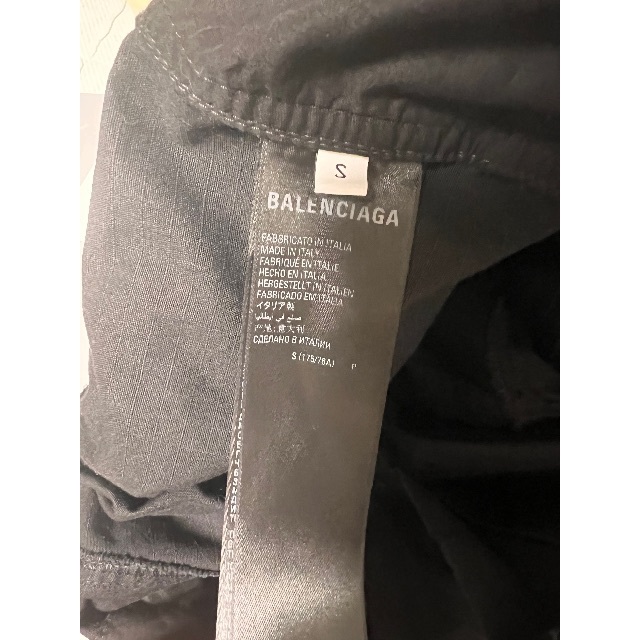 S
BALENCIAGA
FABBRICATO IN ITALIA
MADE IN ITALY
FABRIQUÉ EN ITALIE
HECHO EN ITALIA
HERGESTELLT IN ITALIEN
FABRICADO EM ITÁLIA
イタリア製
صنع في إيطاليا
产地:意大利
СДЕЛАНО В ИТАЛИИ
S (175/76A) P